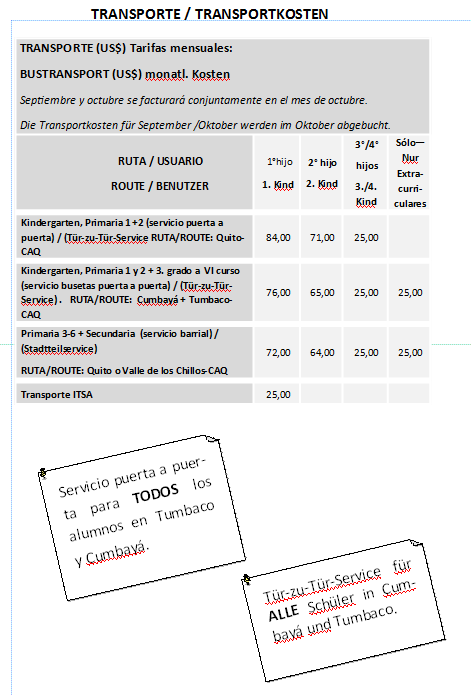 TRANSPORTE / TRANSPORTKOSTEN
TRANSPORTE (US$) Tarifas mensuales:
BUSTRANSPORT (US$) monatl. Kosten
Septiembre y octubre se facturará conjuntamente en el mes de octubre.
Die Transportkosten für September /Oktober werden im Oktober abgebucht.
RUTA / USUARIO
ROUTE / BENUTZER
1°hijo
1. Kind
2° hijo
2. Kind
3°/4°
hijos
3./4.
Kind
Sólo—
Nur
Extra-
curri-
culares
Kindergarten, Primaria 1 +2 (servicio puerta a
puerta) / (Tür-zu-Tür-Service RUTA/ROUTE: Quito-
CAQ
84,00 71,00 25,00
Kindergarten, Primaria 1 y 2 + 3. grado a VI curso
(servicio busetas puerta a puerta) / (Tür-zu-Tür-
Service) . RUTA/ROUTE: Cumbayá + Tumbaco-
CAQ
76,00 65,00 25,00 25,00
Primaria 3-6 + Secundaria (servicio barrial) /
(Stadtteilservice)
RUTA/ROUTE: Quito o Valle de los Chillos-CAQ
72,00 64,00 25,00 25,00
Transporte ITSA 25,00
Servicio puerta a puer-
ta para TODOS los
alumnos en Tumbaco
y Cumbayá.
Tür-zu-Tür-Service für
ALLE Schüler in Cum-
bayá und Tumbaco.